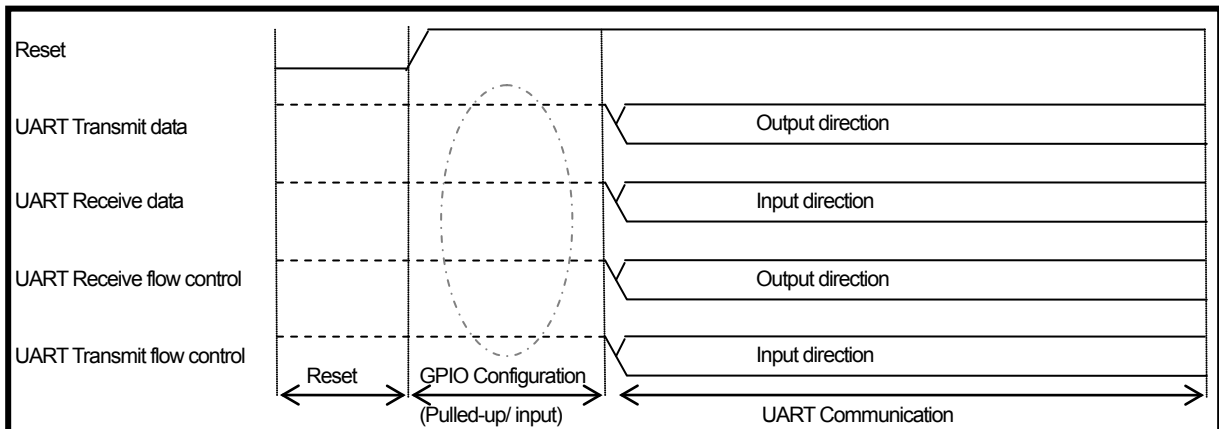 Reset
UART Transmit data
Output direction
UART Receive data
Input direction
UART Receive flow control
Output direction
UART Transmit flow control
Input direction
Reset
GPIO Configuration
(Pulled-up/ input)
UART Communication